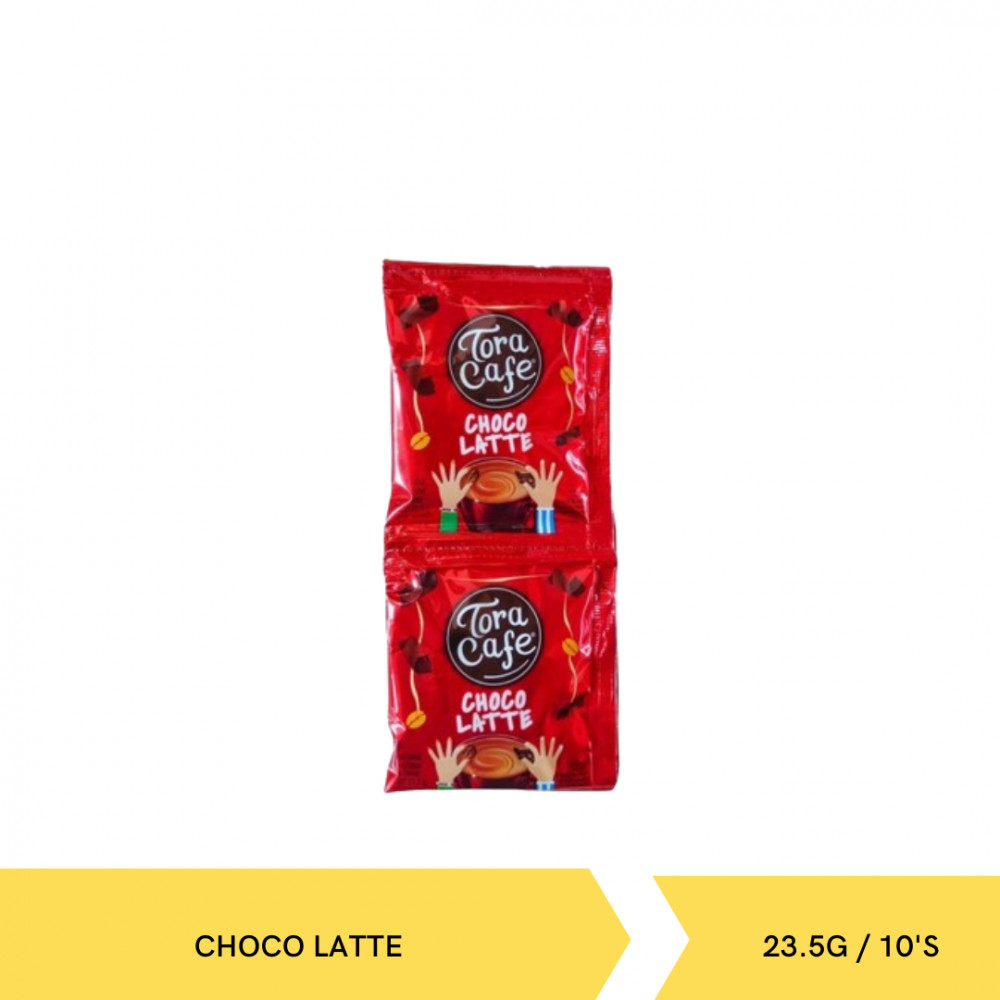 Tora
Cafe®
CHOCO
LATTE
Tora
Cafe®
CHOCO
LATTE
CHOCO LATTE
23.5G / 10'S